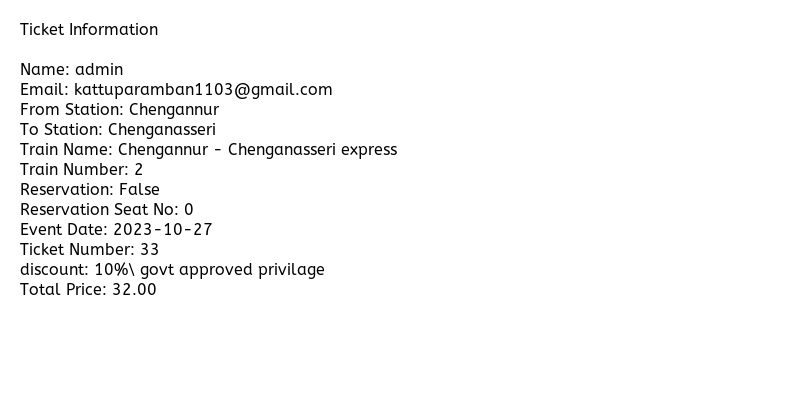 Ticket Information
Name: admin
Email: kattuparamban1103@gmail.com
From Station: Chengannur
To Station: Chenganasseri
Train Name: Chengannur - Chenganasseri express
Train Number: 2
Reservation: False
Reservation Seat No: 0
Event Date: 2023-10-27
Ticket Number: 33
discount: 10%\ govt approved privilage
Total Price: 32.00